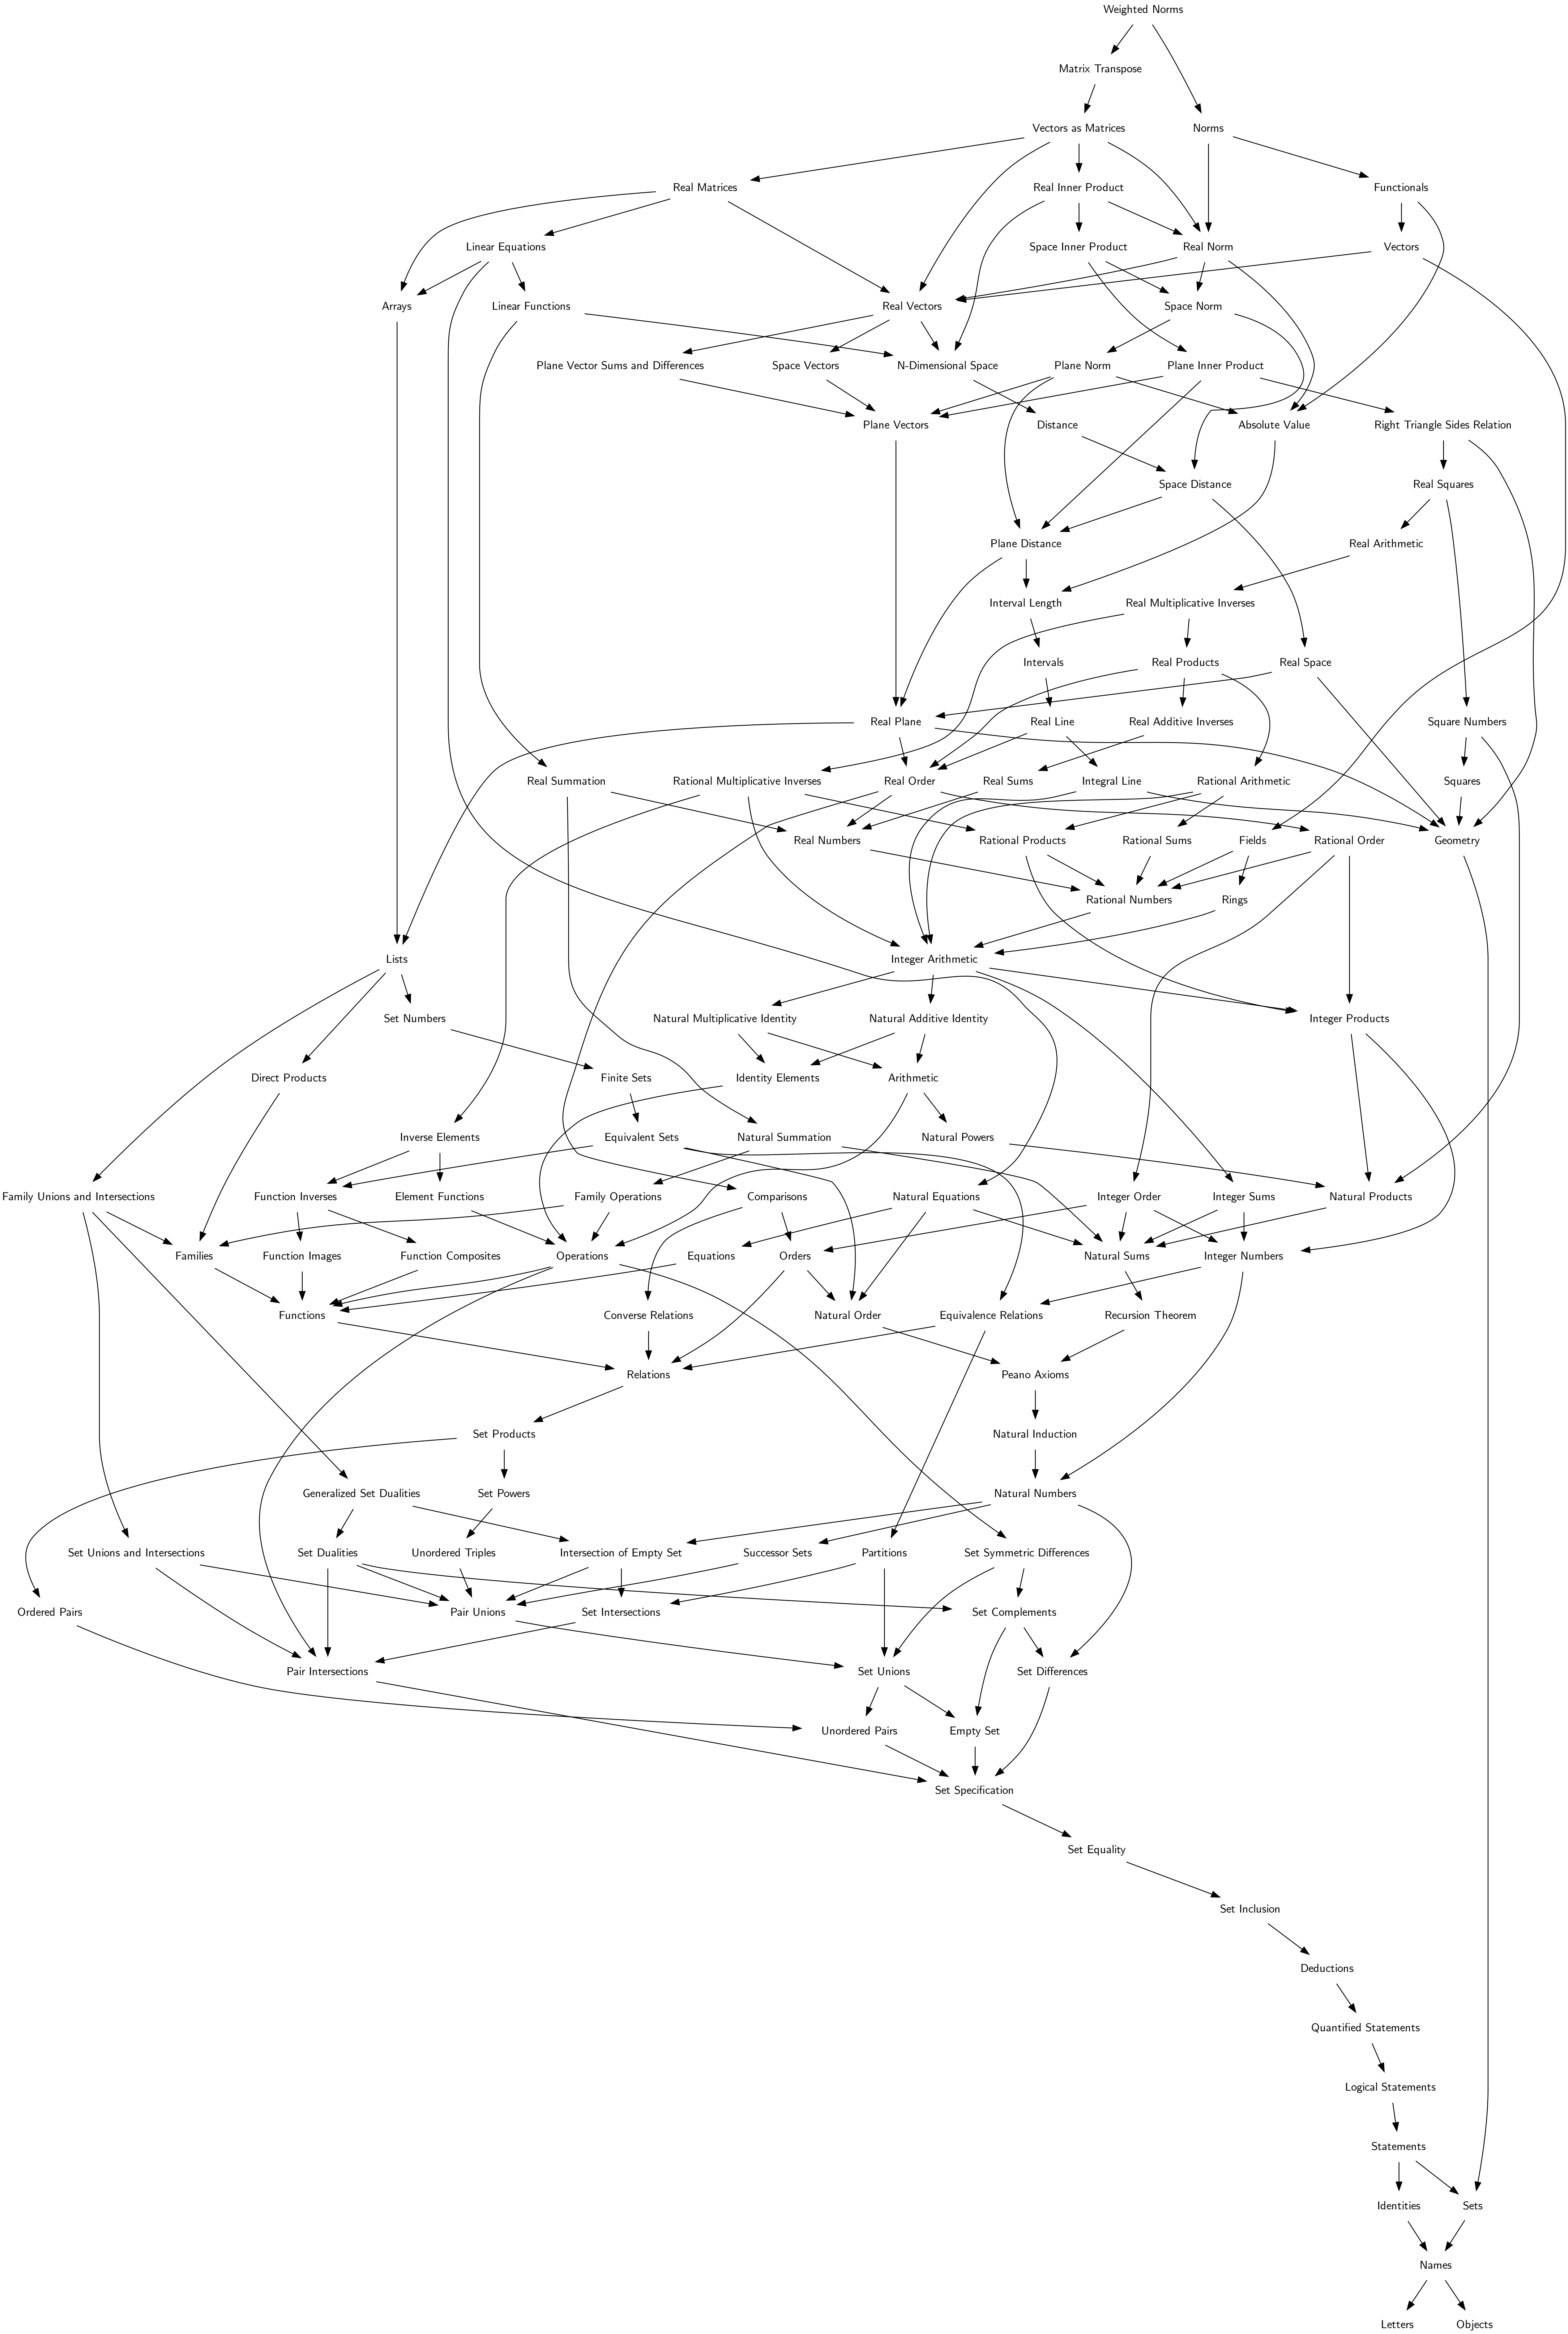 Weighted Norms
Matrix Transpose
Vectors as Matrices
Norms
Real Matrices
Real Inner Product
Functionals
Linear Equations
Space Inner Product
Real Norm
Vectors
Arrays
Linear Functions
Real Vectors
Space Norm
Plane Vector Sums and Differences
Space Vectors
N-Dimensional Space
Plane Norm
Plane Inner Product
Plane Vectors
Distance
Absolute Value
Right Triangle Sides Relation
Space Distance
Real Squares
Plane Distance
Real Arithmetic
Interval Length
Real Multiplicative Inverses
Intervals
Real Products
Real Space
Real Plane
Real Line
Real Additive Inverses
Square Numbers
Real Summation
Rational Multiplicative Inverses
Real Order
Real Sums
Integral Line
Rational Arithmetic
Squares
Real Numbers
Rational Products
Rational Sums
Fields
Rational Order
Geometry
Rational Numbers
Rings
Lists
Integer Arithmetic
Set Numbers
Natural Multiplicative Identity
Natural Additive Identity
Integer Products
Direct Products
Finite Sets
Identity Elements
Arithmetic
Inverse Elements
Equivalent Sets
Natural Summation
Natural Powers
Family Unions and Intersections
Function Inverses
Element Functions
Family Operations
Comparisons
Natural Equations
Integer Order
Integer Sums
Natural Products
Families
Function Images
Function Composites
Operations
Equations
Orders
Natural Sums
Integer Numbers
Functions
Converse Relations
Natural Order
Equivalence Relations
Recursion Theorem
Relations
Peano Axioms
Set Products
Natural Induction
Generalized Set Dualities
Set Powers
Natural Numbers
Set Unions and Intersections
Set Dualities
Unordered Triples
Intersection of Empty Set
Successor Sets
Partitions
Set Symmetric Differences
Ordered Pairs
Pair Unions
Set Intersections
Set Complements
Pair Intersections
Set Unions
Set Differences
Unordered Pairs
Empty Set
Set Specification
Set Equality
Set Inclusion
Deductions
Quantified Statements
Logical Statements
Statements
Identities
Sets
Names
Letters
Objects